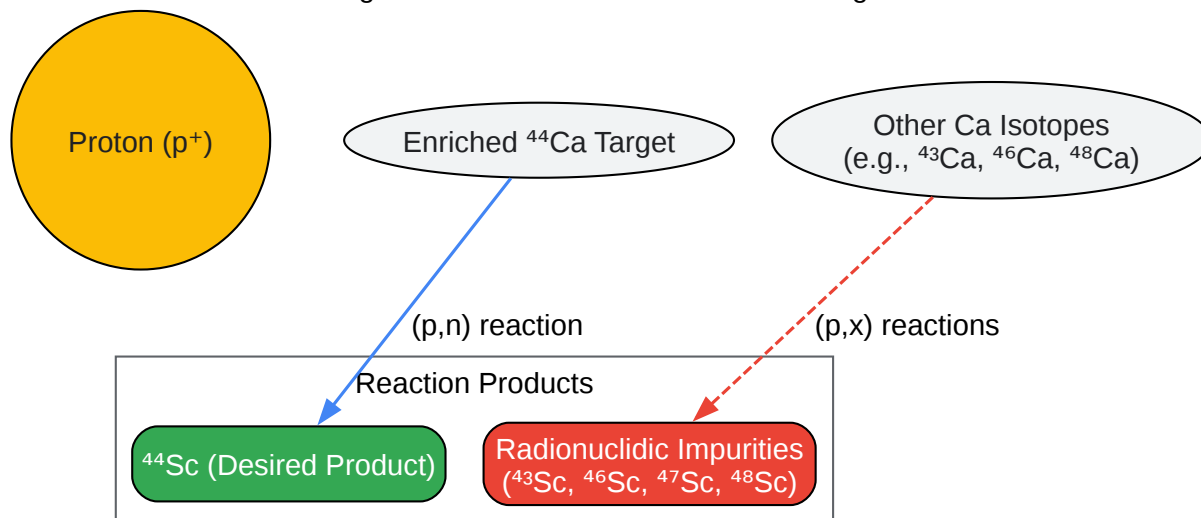 Proton (p⁺)
Enriched ⁴⁴Ca Target
Other Ca Isotopes
(e.g., ⁴³Ca, ⁴⁶Ca, ⁴⁸Ca)
(p,n) reaction
(p,x) reactions
Reaction Products
⁴⁴Sc (Desired Product)
Radionuclidic Impurities
(⁴³Sc, ⁴⁶Sc, ⁴⁷Sc, ⁴⁸Sc)